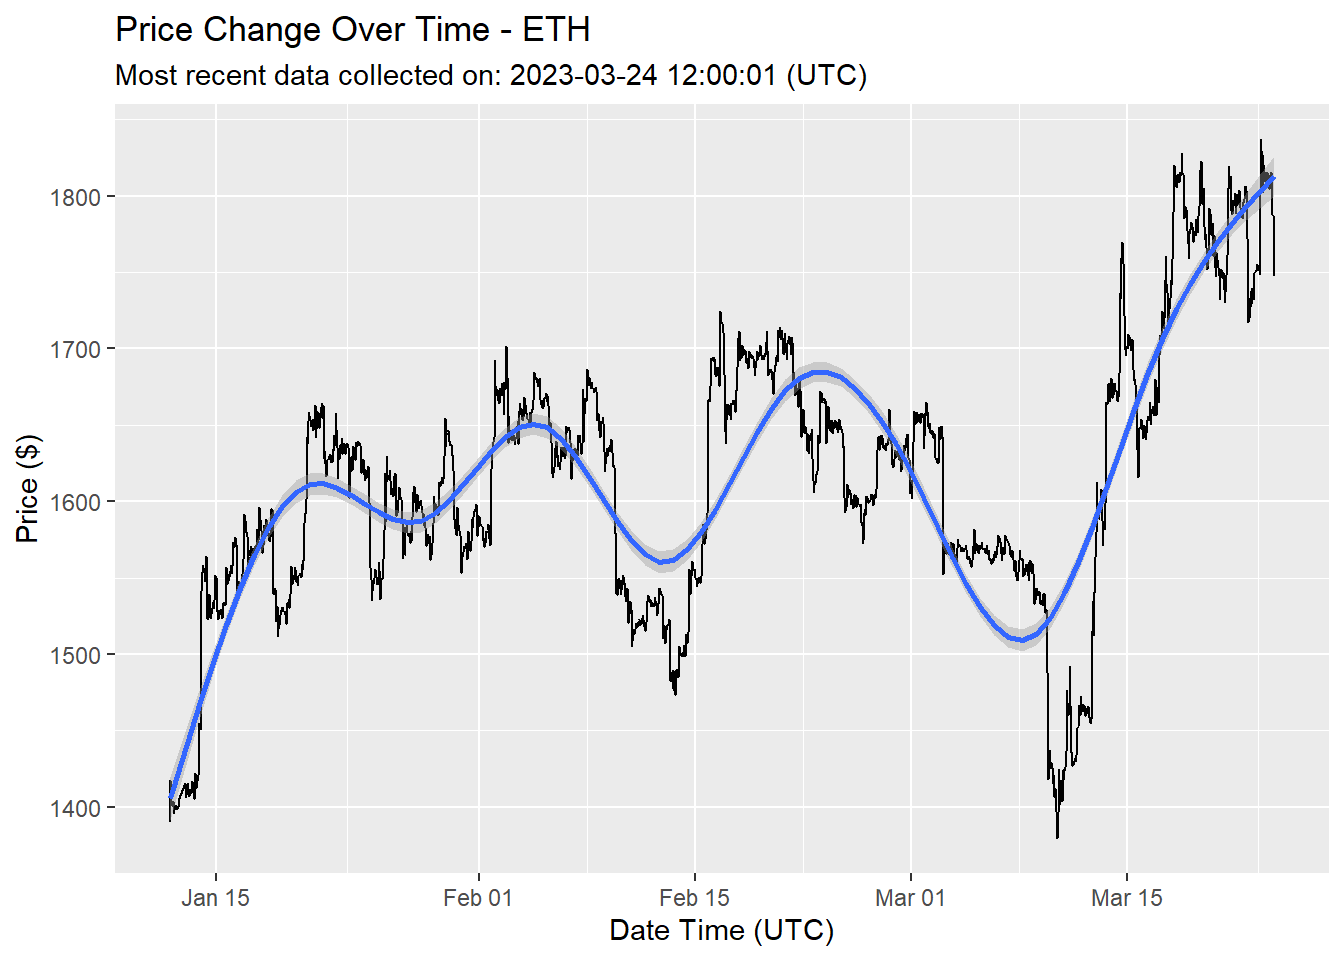 Price Change Over Time - ETH
Most recent data collected on: 2023-03-24 12:00:01 (UTC)
Price ($)
1800
1700
1600
1500
1400
Jan 15 Feb 01 Feb 15 Mar 01 Mar 15
Date Time (UTC)